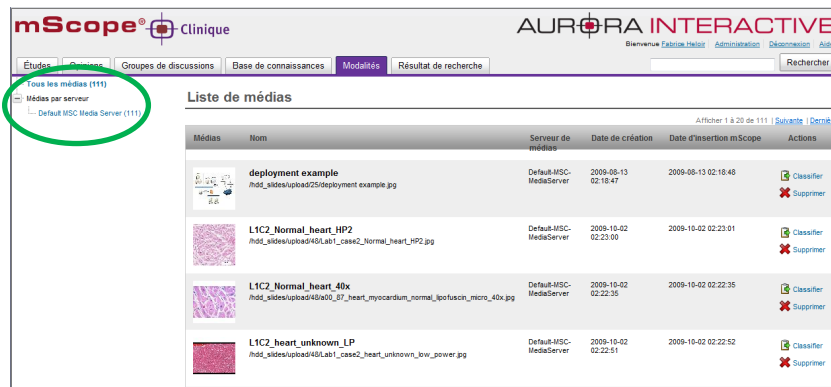 mScope® Clinique
AURORA INTERACTIVE
Bienvenue Fabrice Heloir Administration Déconnexion Aide
Études Opinions Groupes de discussions Base de connaissances Modalités Résultat de recherche Rechercher
Tous les médias (111)
Médias par serveur
Default MSC Media Server (111)
Liste de médias
Afficher 1 à 20 de 111 | Suivante | Derniè
Médias Nom Serveur de médias Date de création Date d'insertion mScope Actions
deployment example
/hdd_slides/upload/25/deployment example.jpg
Default-MSC-MediaServer
2009-08-13 02:18:47
2009-08-13 02:18:48
Classifier
Supprimer
L1C2_Normal_heart_HP2
/hdd_slides/upload/48/Lab1_case2_Normal_heart_HP2.jpg
Default-MSC-MediaServer
2009-10-02 02:23:00
2009-10-02 02:23:01
Classifier
Supprimer
L1C2_Normal_heart_40x
/hdd_slides/upload/48/a00_87_heart_myocardium_normal_lipofuscin_micro_40x.jpg
Default-MSC-MediaServer
2009-10-02 02:22:35
2009-10-02 02:22:35
Classifier
Supprimer
L1C2_heart_unknown_LP
/hdd_slides/upload/48/Lab1_case2_heart_unknown_low_power.jpg
Default-MSC-MediaServer
2009-10-02 02:22:51
2009-10-02 02:22:52
Classifier
Supprimer